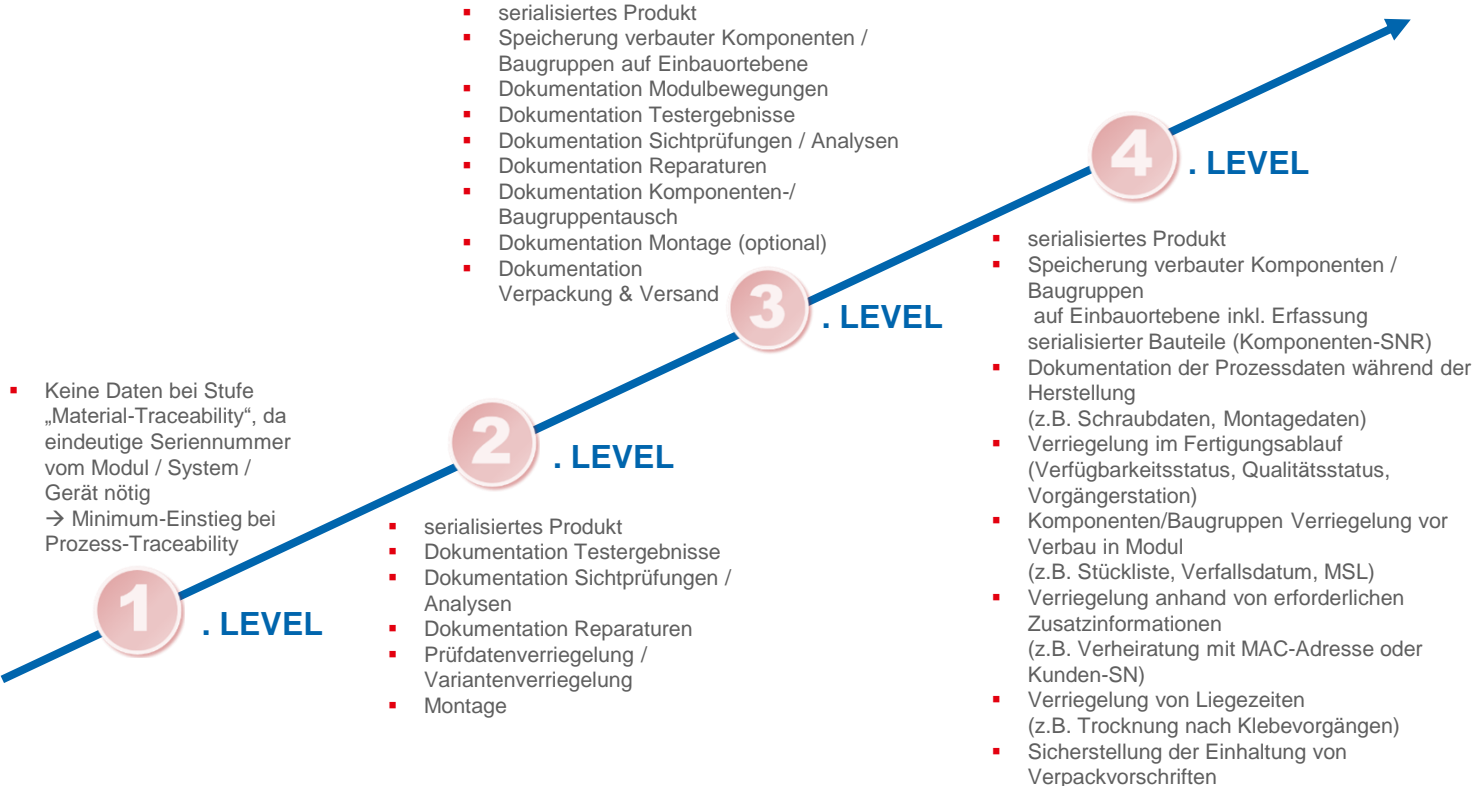 ▪ Keine Daten bei Stufe
„Material-Traceability“, da
eindeutige Seriennummer
vom Modul / System /
Gerät nötig
→ Minimum-Einstieg bei
Prozess-Traceability
1
. LEVEL
2
. LEVEL
▪ serialisiertes Produkt
▪ Dokumentation Testergebnisse
▪ Dokumentation Sichtprüfungen /
Analysen
▪ Dokumentation Reparaturen
▪ Prüfdatenverriegelung /
Variantenverriegelung
▪ Montage
▪ serialisiertes Produkt
▪ Speicherung verbauter Komponenten /
Baugruppen auf Einbauortebene
▪ Dokumentation Modulbewegungen
▪ Dokumentation Testergebnisse
▪ Dokumentation Sichtprüfungen / Analysen
▪ Dokumentation Reparaturen
▪ Dokumentation Komponenten-/
Baugruppentausch
▪ Dokumentation Montage (optional)
▪ Dokumentation
Verpackung & Versand
3
. LEVEL
4
. LEVEL
▪ serialisiertes Produkt
▪ Speicherung verbauter Komponenten /
Baugruppen
auf Einbauortebene inkl. Erfassung
serialisierter Bauteile (Komponenten-SNR)
▪ Dokumentation der Prozessdaten während der
Herstellung
(z.B. Schraubdaten, Montagedaten)
▪ Verriegelung im Fertigungsablauf
(Verfügbarkeitsstatus, Qualitätsstatus,
Vorgängerstation)
▪ Komponenten/Baugruppen Verriegelung vor
Verbau in Modul
(z.B. Stückliste, Verfallsdatum, MSL)
▪ Verriegelung anhand von erforderlichen
Zusatzinformationen
(z.B. Verheiratung mit MAC-Adresse oder
Kunden-SN)
▪ Verriegelung von Liegezeiten
(z.B. Trocknung nach Klebevorgängen)
▪ Sicherstellung der Einhaltung von
Verpackvorschriften